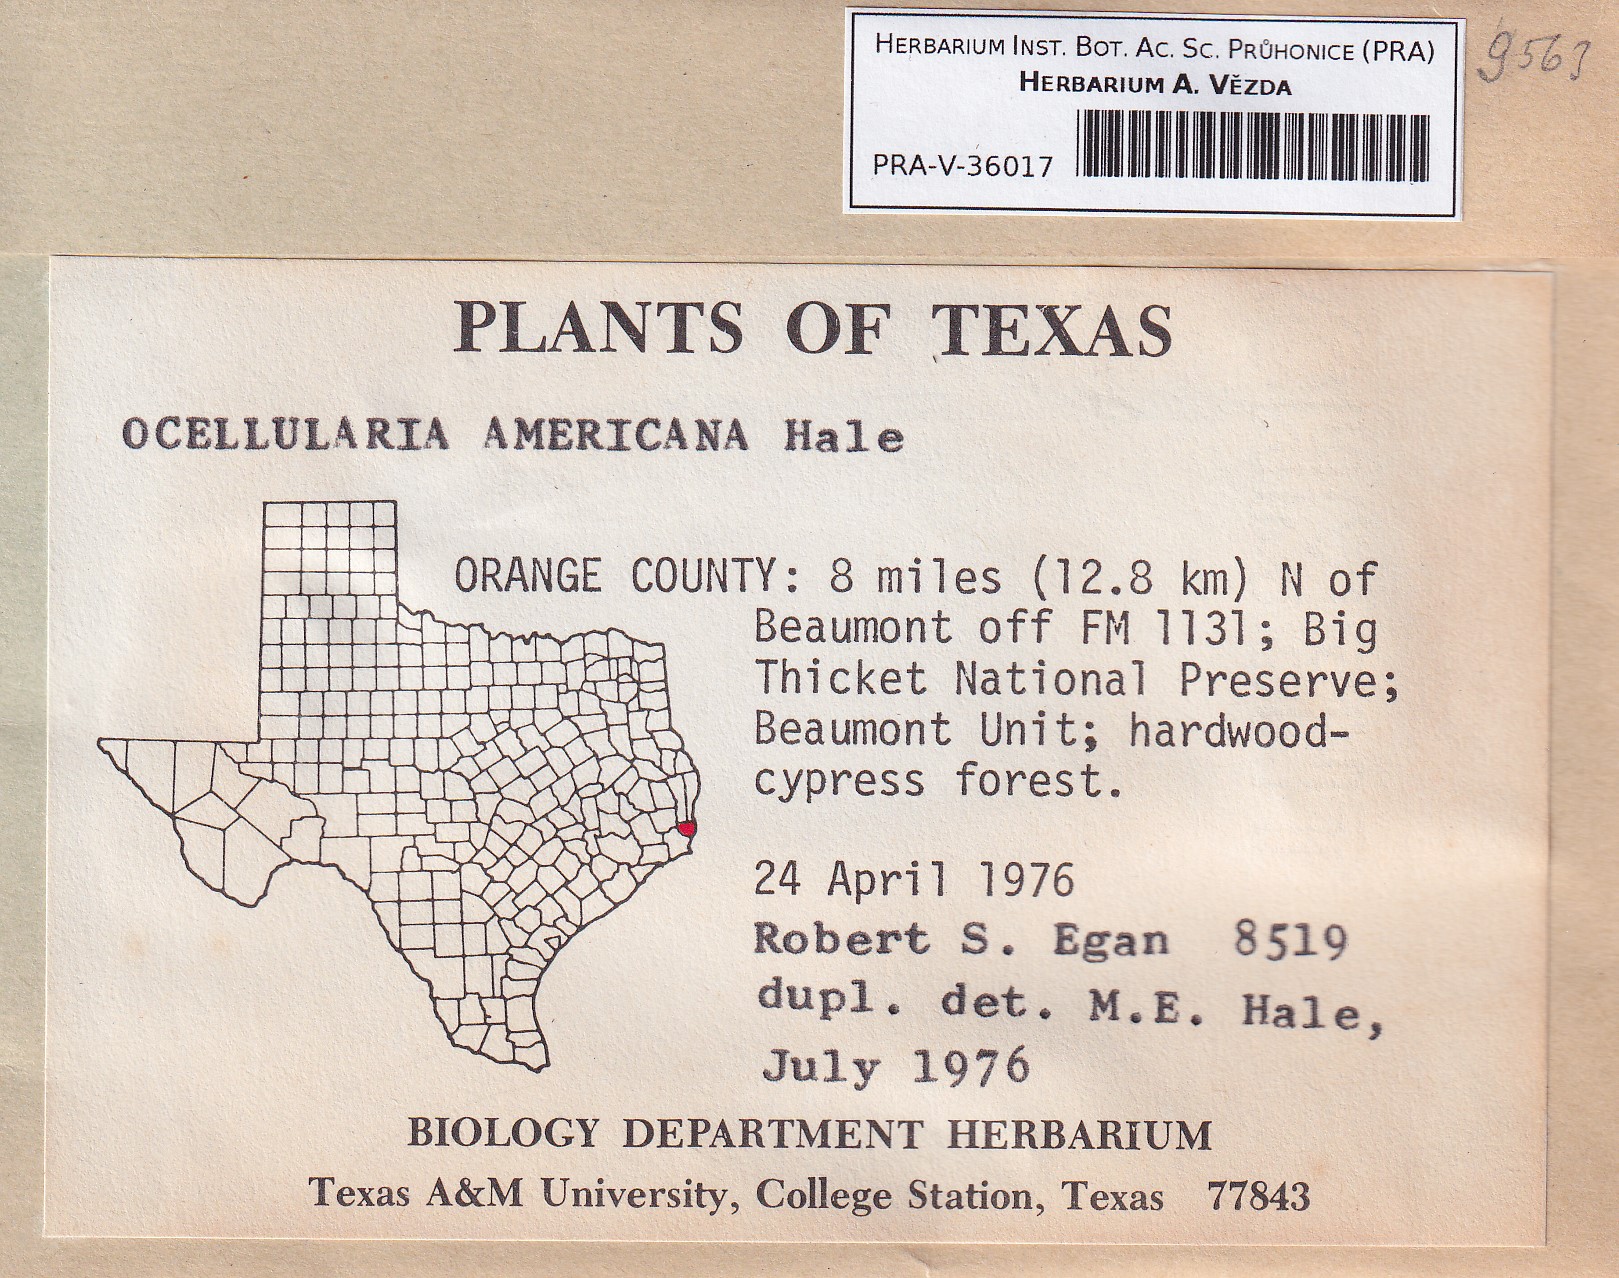 HERBARIUM INST. BOT. AC. SC. PRŮHONICE (PRA)
HERBARIUM A. VĚZDA
PRA-V-36017
9563
PLANTS OF TEXAS
OCELLULARIA AMERICANA Hale
ORANGE COUNTY: 8 miles (12.8 km) N of
Beaumont off FM 1131; Big
Thicket National Preserve;
Beaumont Unit; hardwood-
cypress forest.
24 April 1976
Robert S. Egan 8519
dupl. det. M.E. Hale,
July 1976
BIOLOGY DEPARTMENT HERBARIUM
Texas A&M University, College Station, Texas 77843